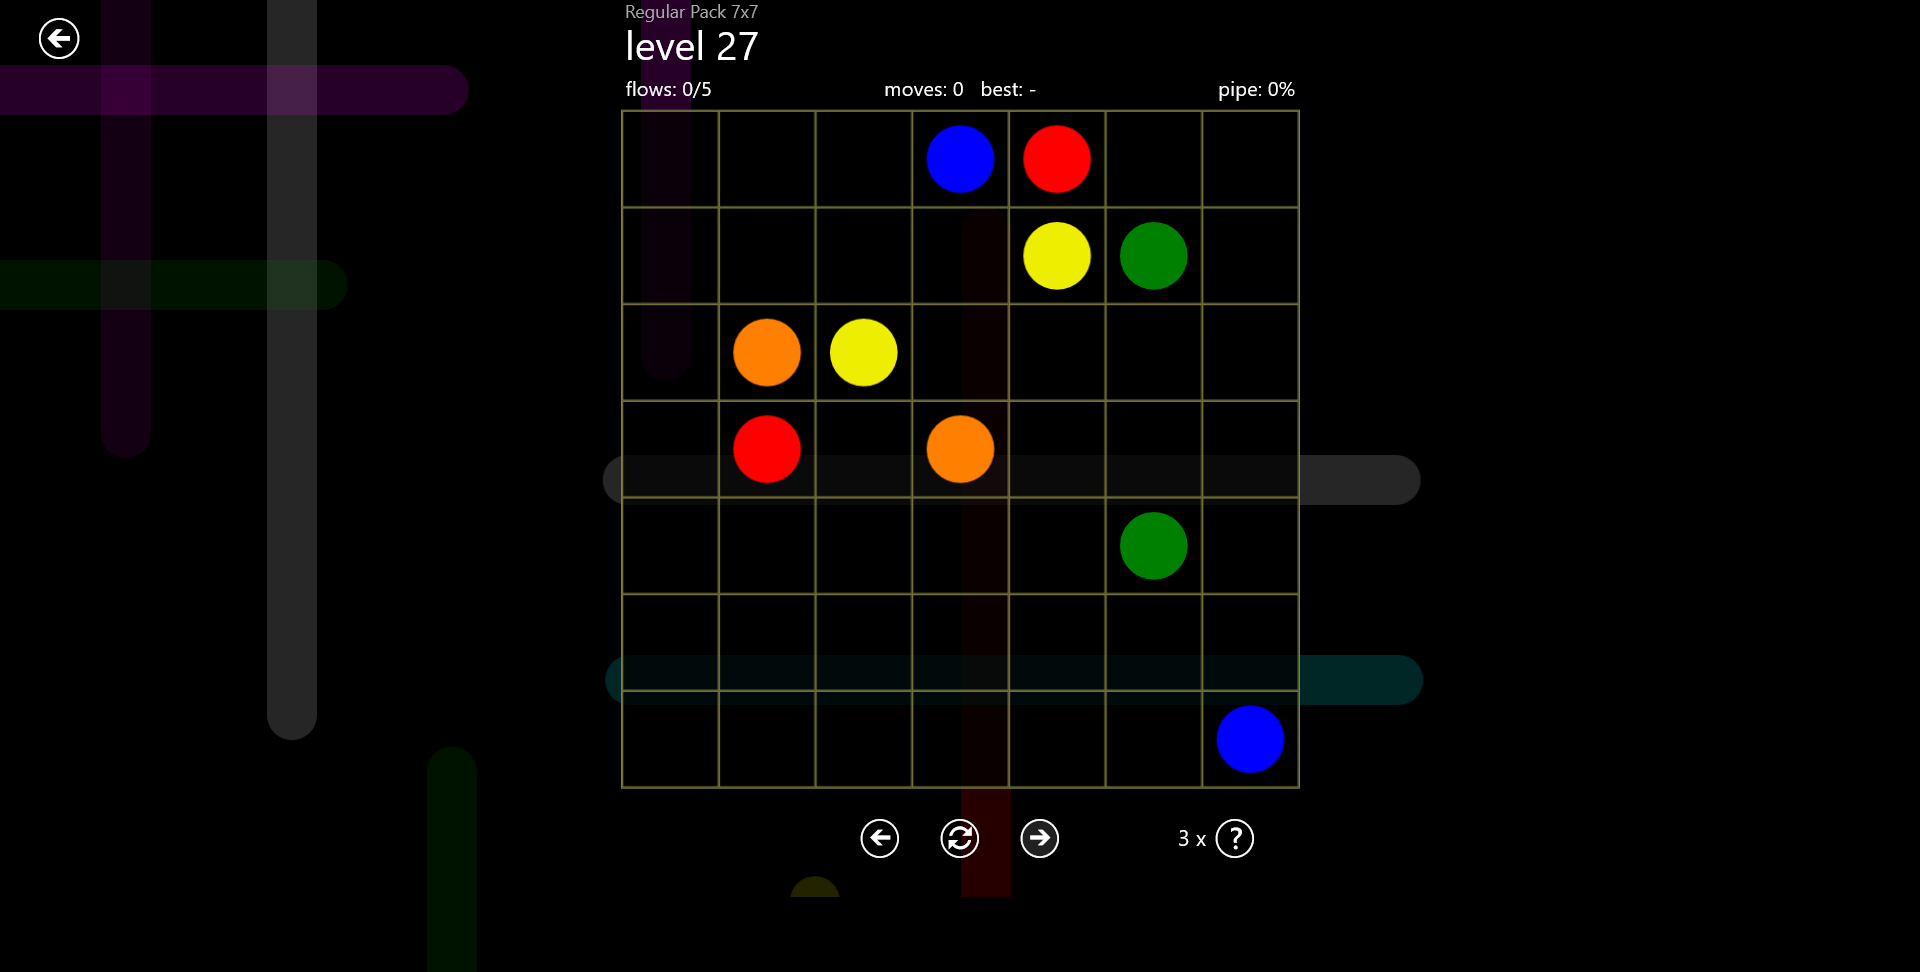 Regular Pack 7x7
level 27
flows: 0/5 moves: 0 best: - pipe: 0%
3 x ?